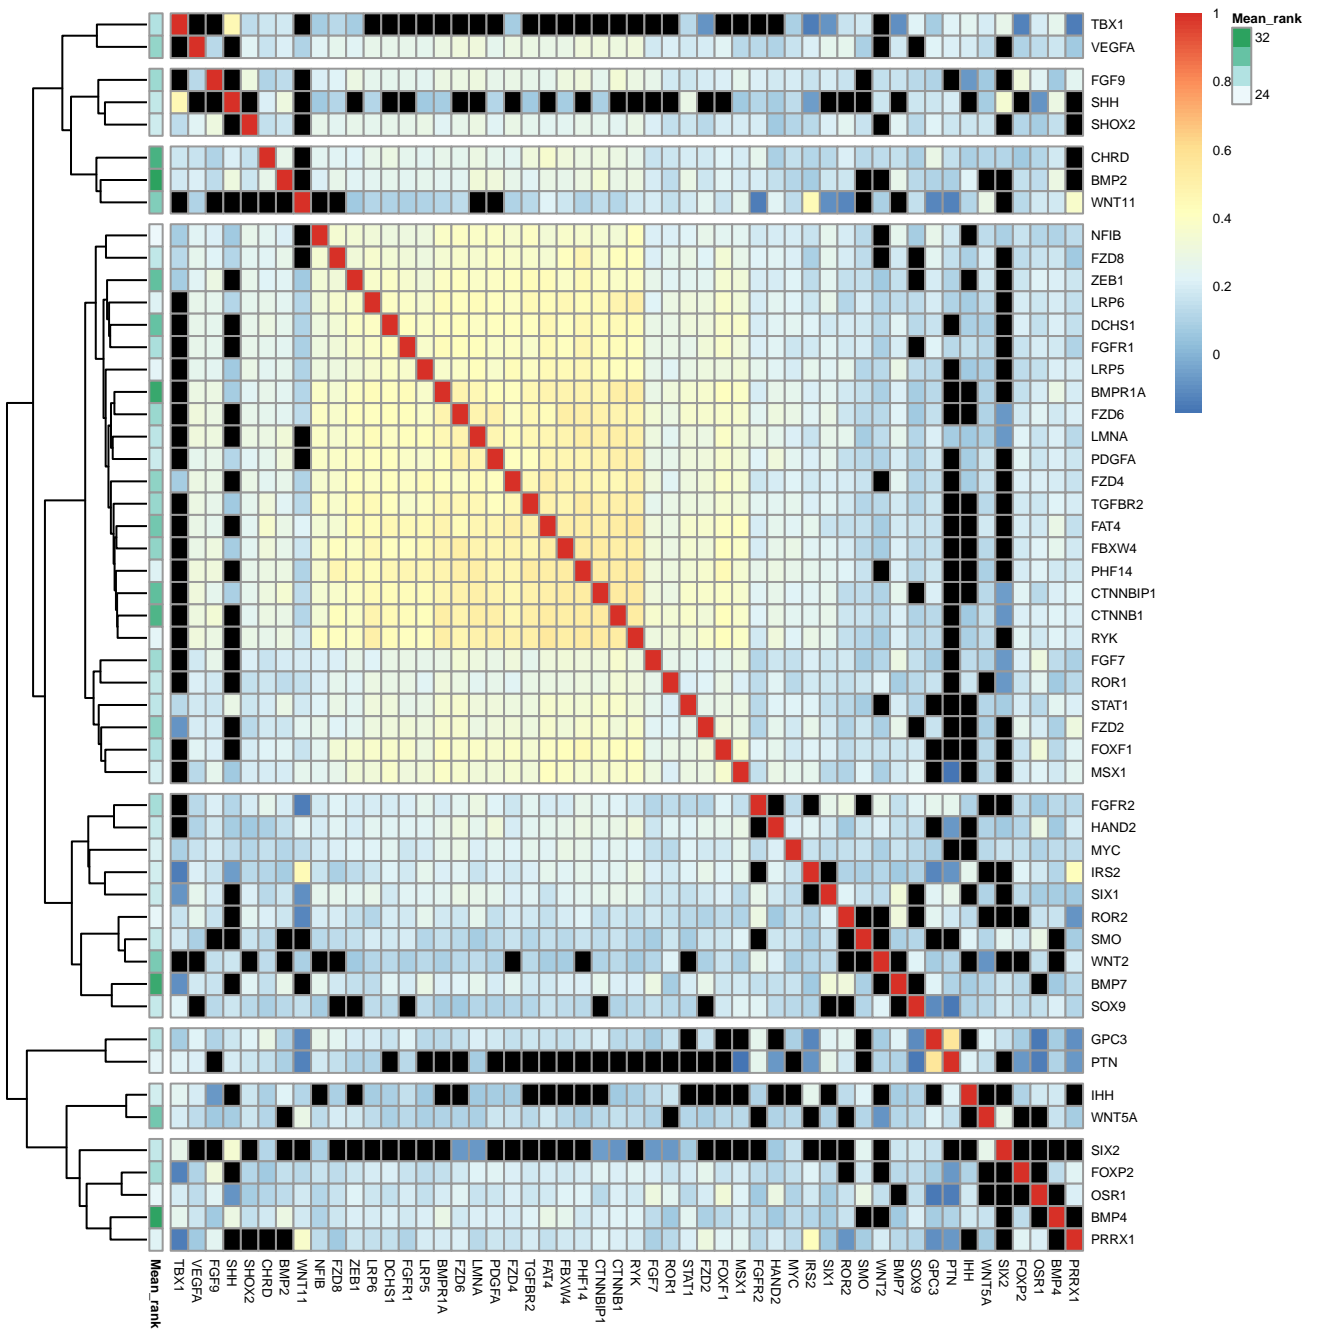 1
0.8
0.6
0.4
0.2
0
Mean_rank
32
24
TBX1
VEGFA
FGF9
SHH
SHOX2
CHRD
BMP2
WNT11
NFIB
FZD8
ZEB1
LRP6
DCHS1
FGFR1
LRP5
BMPR1A
FZD6
LMNA
PDGFA
FZD4
TGFBR2
FAT4
FBXW4
PHF14
CTNNBIP1
CTNNB1
RYK
FGF7
ROR1
STAT1
FZD2
FOXF1
MSX1
FGFR2
HAND2
MYC
IRS2
SIX1
ROR2
SMO
WNT2
BMP7
SOX9
GPC3
PTN
IHH
WNT5A
SIX2
FOXP2
OSR1
BMP4
PRRX1
Mean_rank
TBX1
VEGFA
FGF9
SHH
SHOX2
CHRD
BMP2
WNT11
NFIB
FZD8
ZEB1
LRP6
DCHS1
FGFR1
LRP5
BMPR1A
FZD6
LMNA
PDGFA
FZD4
TGFBR2
FAT4
FBXW4
PHF14
CTNNBIP1
CTNNB1
RYK
FGF7
ROR1
STAT1
FZD2
FOXF1
MSX1
FGFR2
HAND2
MYC
IRS2
SIX1
ROR2
SMO
WNT2
BMP7
SOX9
GPC3
PTN
IHH
WNT5A
SIX2
FOXP2
OSR1
BMP4
PRRX1